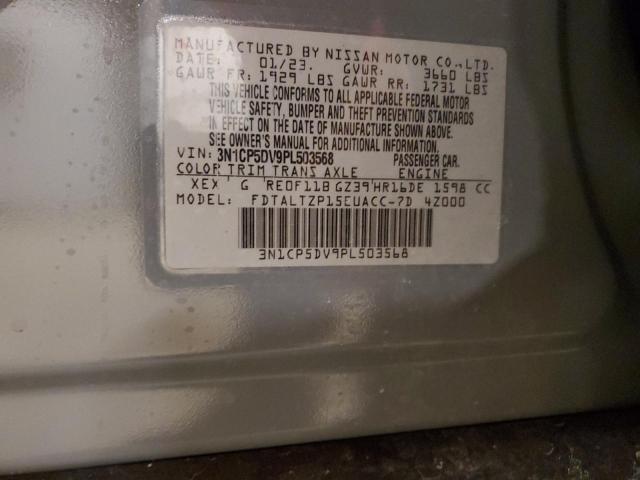 MANUFACTURED BY NISSAN MOTOR CO.,LTD.
DATE: 01/23. GVWR: 3660 LBS
GAWR FR: 1929 LBS GAWR RR: 1731 LBS
THIS VEHICLE CONFORMS TO ALL APPLICABLE FEDERAL MOTOR
VEHICLE SAFETY, BUMPER AND THEFT PREVENTION STANDARDS
IN EFFECT ON THE DATE OF MANUFACTURE SHOWN ABOVE.
SEE OWNER'S MANUAL FOR ADDITIONAL INFORMATION.
VIN: 3N1CP5DV9PL503568 PASSENGER CAR.
COLOR TRIM TRANS AXLE ENGINE
XEX G RE0F11B GZ39 HR16DE 1598 CC
MODEL: FDTALTZP15EUACC-7D 4Z000
3N1CP5DV9PL503568